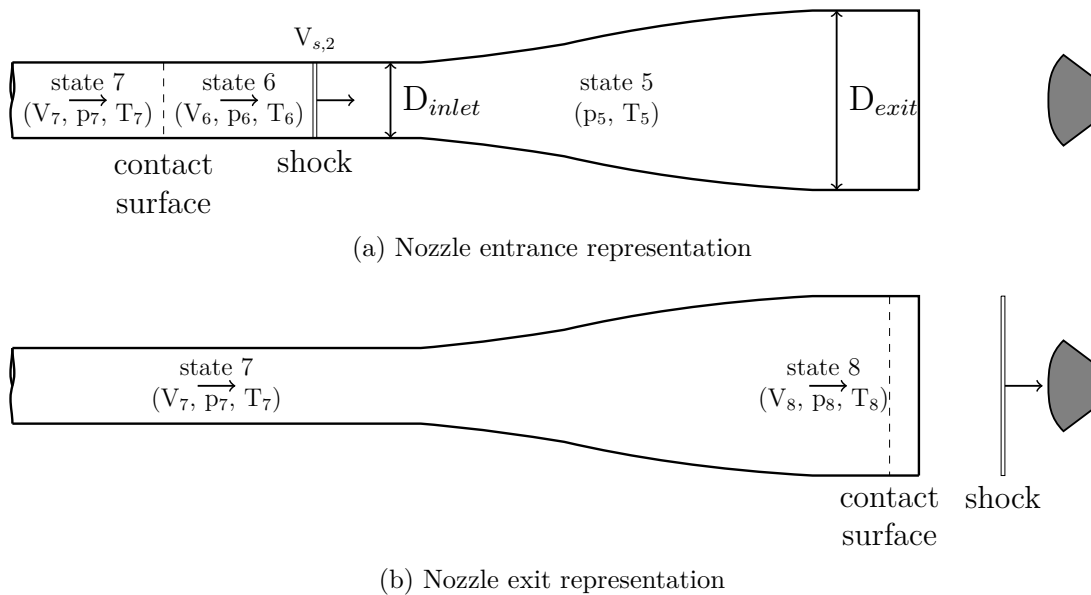 V_{s,2}
state 7
(V_7, p_7, T_7)
state 6
(V_6, p_6, T_6)
D_{inlet}
state 5
(p_5, T_5)
D_{exit}
contact
surface
shock
(a) Nozzle entrance representation
state 7
(V_7, p_7, T_7)
state 8
(V_8, p_8, T_8)
contact
surface
shock
(b) Nozzle exit representation